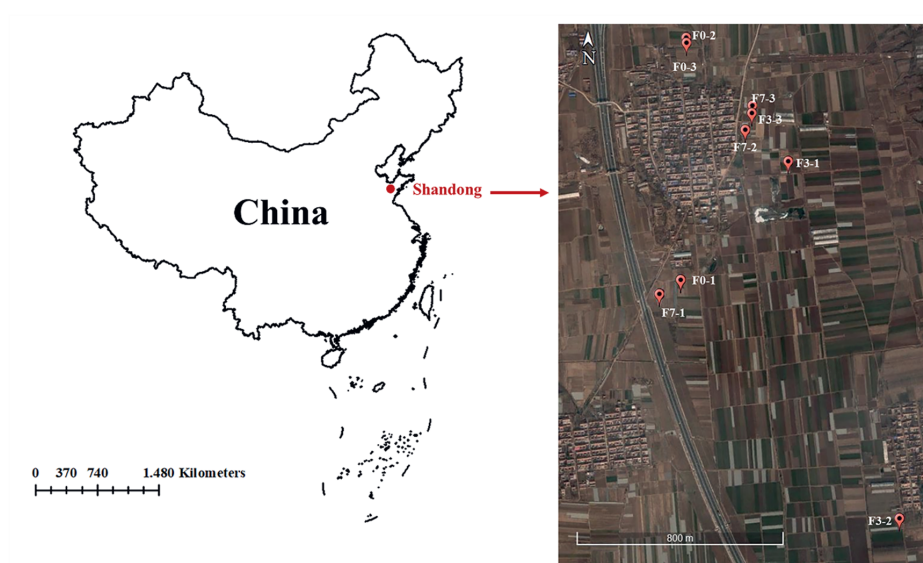 China
Shandong
0 370 740 1.480 Kilometers
N
F0-2
F0-3
F7-3
F3-3
F7-2
F3-1
F0-1
F7-1
F3-2
800 m